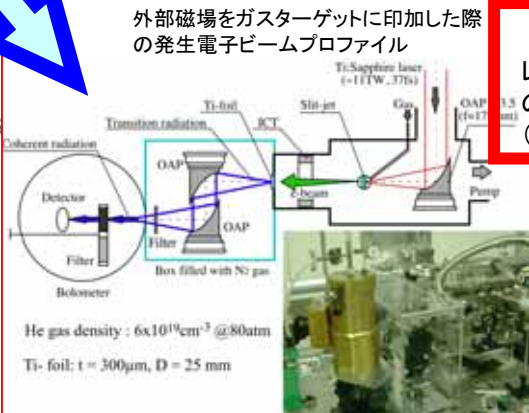 外部磁場をガスターゲットに印加した際
の発生電子ビームプロファイル
Ti:Sapphire laser
(~11TW, 37fs)
Ti-foil
Slit-jet
Gas
OAP
Transition radiation
ICT
Coherent radiation
OAP
e-beam
Pump
Detector
OAP
Filter
Filter
Box filled with N2 gas
Bolometer
He gas density : 6x10¹⁹cm⁻³ @80atm
Ti- foil: t = 300μm, D = 25 mm